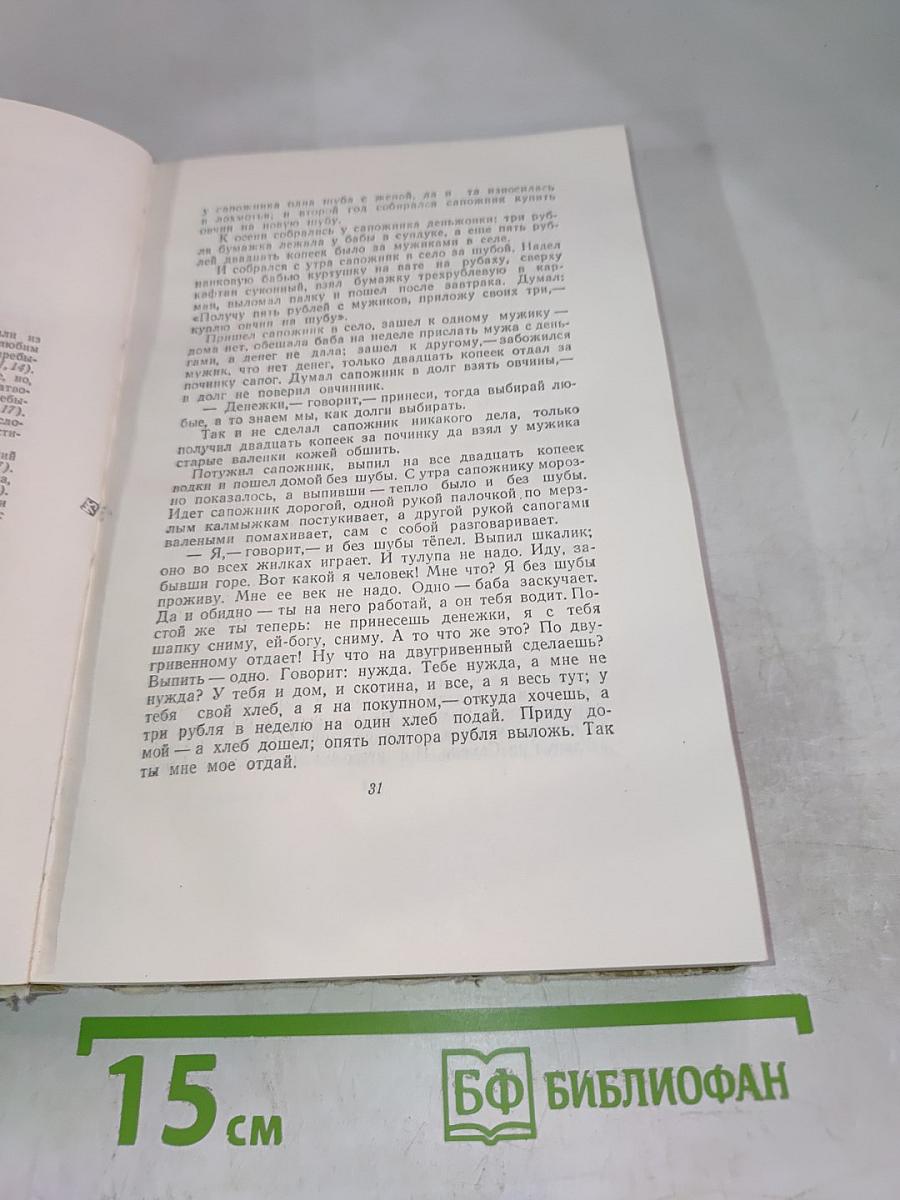 ли из
любим
пребы-
, 14).
е, но,
атво-
ебы-
17).
сло-
сти-
ий
7).
а,
).
и
у сапожника одна шуба с женой, да и та износилась
в лохмотья; и второй год собирался сапожник купить
овчин на новую шубу.
К осени собрались у сапожника деньжонки: три руб-
ля бумажка лежала у бабы в сундуке, а еще пять руб-
лей двадцать копеек было за мужиками в селе.
И собрался с утра сапожник в село за шубой. Надел
нанковую бабью куртушку на вате на рубаху, сверху
кафтан суконный, взял бумажку трехрублевую в кар-
ман, выломал палку и пошел после завтрака. Думал:
«Получу пять рублей с мужиков, приложу своих три,—
куплю овчин на шубу».
Пришел сапожник в село, зашел к одному мужику —
дома нет, обещала баба на неделе прислать мужа с день-
гами, а денег не дала; зашел к другому,— забожился
мужик, что нет денег, только двадцать копеек отдал за
починку сапог. Думал сапожник в долг взять овчины,—
в долг не поверил овчинник.
— Денежки,— говорит,— принеси, тогда выбирай лю-
бые, а то знаем мы, как долги выбирать.
Так и не сделал сапожник никакого дела, только
получил двадцать копеек за починку да взял у мужика
старые валенки кожей обшить.
Потужил сапожник, выпил на все двадцать копеек
водки и пошел домой без шубы. С утра сапожнику мороз-
но показалось, а выпивши — тепло было и без шубы.
Идет сапожник дорогой, одной рукой палочкой по мерз-
лым калмыжкам постукивает, а другой рукой сапогами
валеными помахивает, сам с собой разговаривает.
— Я,— говорит,— и без шубы тёпел. Выпил шкалик;
оно во всех жилках играет. И тулупа не надо. Иду, за-
бывши горе. Вот какой я человек! Мне что? Я без шубы
проживу. Мне ее век не надо. Одно — баба заскучает.
Да и обидно — ты на него работай, а он тебя водит. По-
стой же ты теперь: не принесешь денежки, я с тебя
шапку сниму, ей-богу, сниму. А то что же это? По дву-
гривенному отдает! Ну что на двугривенный сделаешь?
Выпить — одно. Говорит: нужда. Тебе нужда, а мне не
нужда? У тебя и дом, и скотина, и все, а я весь тут; у
тебя свой хлеб, а я на покупном,— откуда хочешь, а
три рубля в неделю на один хлеб подай. Приду до-
мой — а хлеб дошел; опять полтора рубля выложь. Так
ты мне мое отдай.
31
15 см
БФ БИБЛИОФАН